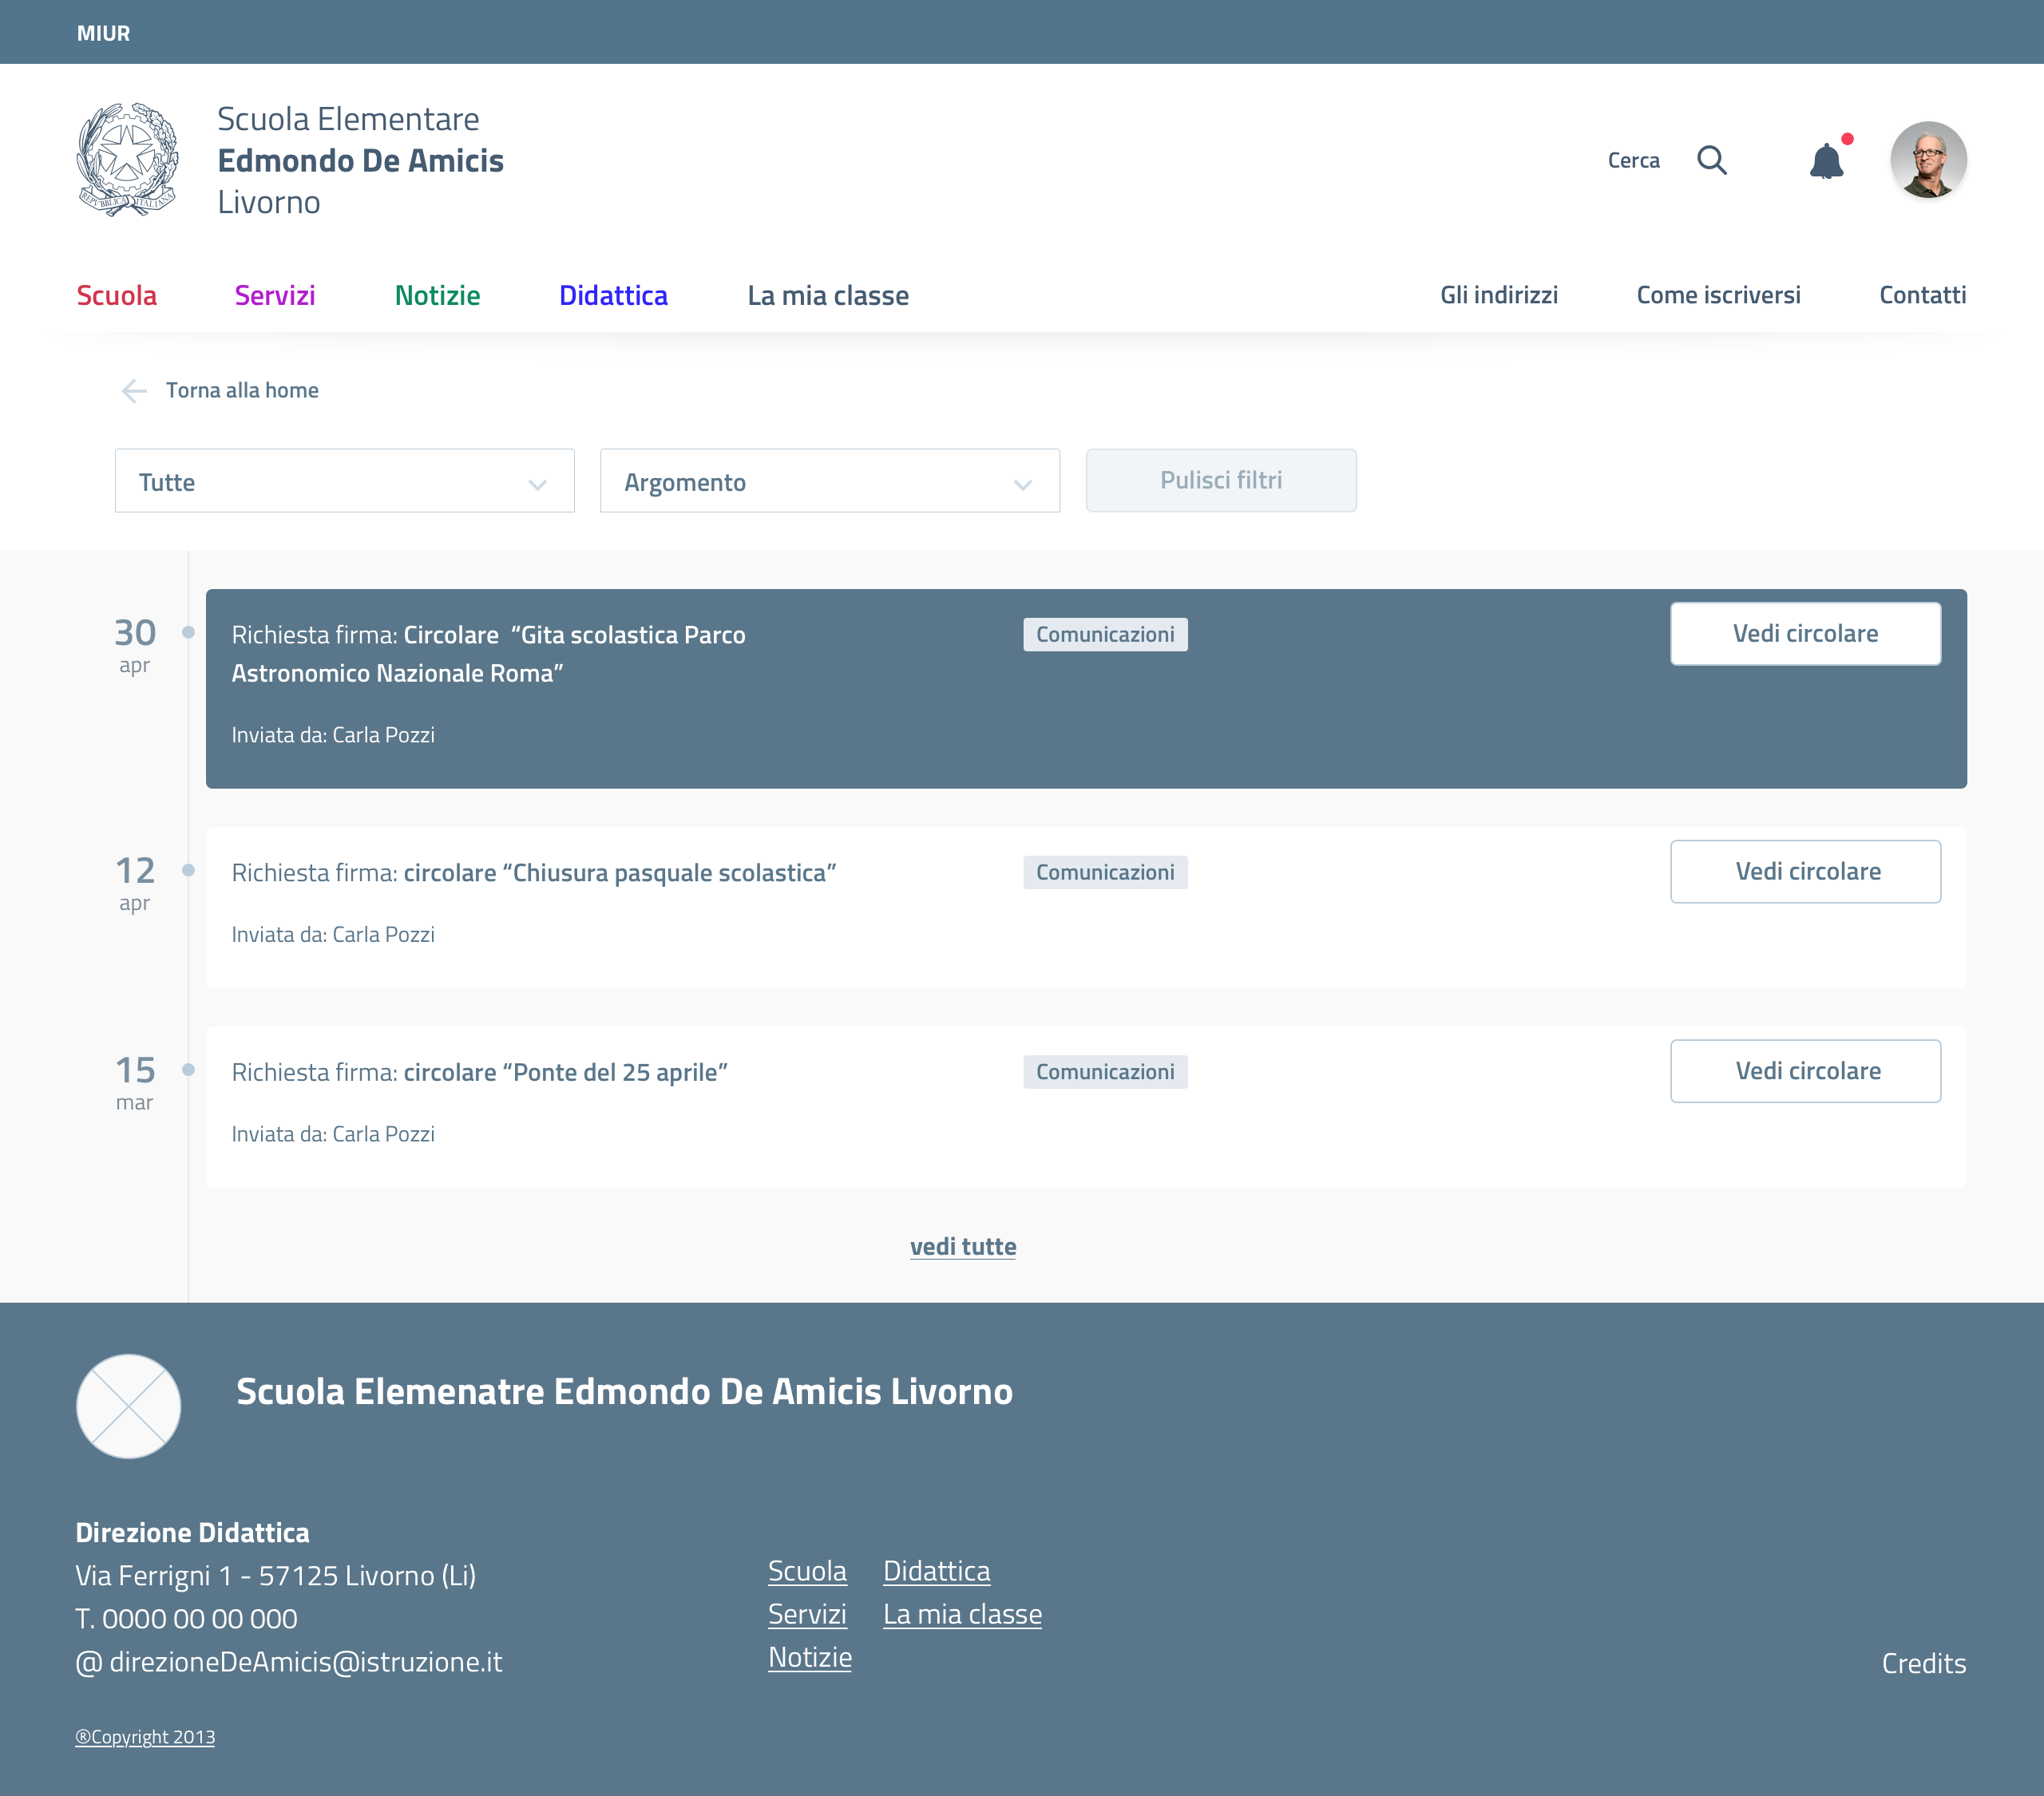 MIUR
REPVBBLICA ITALIANA
Scuola Elementare
Edmondo De Amicis
Livorno
Cerca
Scuola
Servizi
Notizie
Didattica
La mia classe
Gli indirizzi
Come iscriversi
Contatti
Torna alla home
Tutte
Argomento
Pulisci filtri
30
apr
Richiesta firma: Circolare “Gita scolastica Parco
Astronomico Nazionale Roma”
Inviata da: Carla Pozzi
Comunicazioni
Vedi circolare
12
apr
Richiesta firma: circolare “Chiusura pasquale scolastica”
Inviata da: Carla Pozzi
Comunicazioni
Vedi circolare
15
mar
Richiesta firma: circolare “Ponte del 25 aprile”
Inviata da: Carla Pozzi
Comunicazioni
Vedi circolare
vedi tutte
Scuola Elemenatre Edmondo De Amicis Livorno
Direzione Didattica
Via Ferrigni 1 - 57125 Livorno (Li)
T. 0000 00 00 000
@ direzioneDeAmicis@istruzione.it
Scuola
Servizi
Notizie
Didattica
La mia classe
Credits
®Copyright 2013